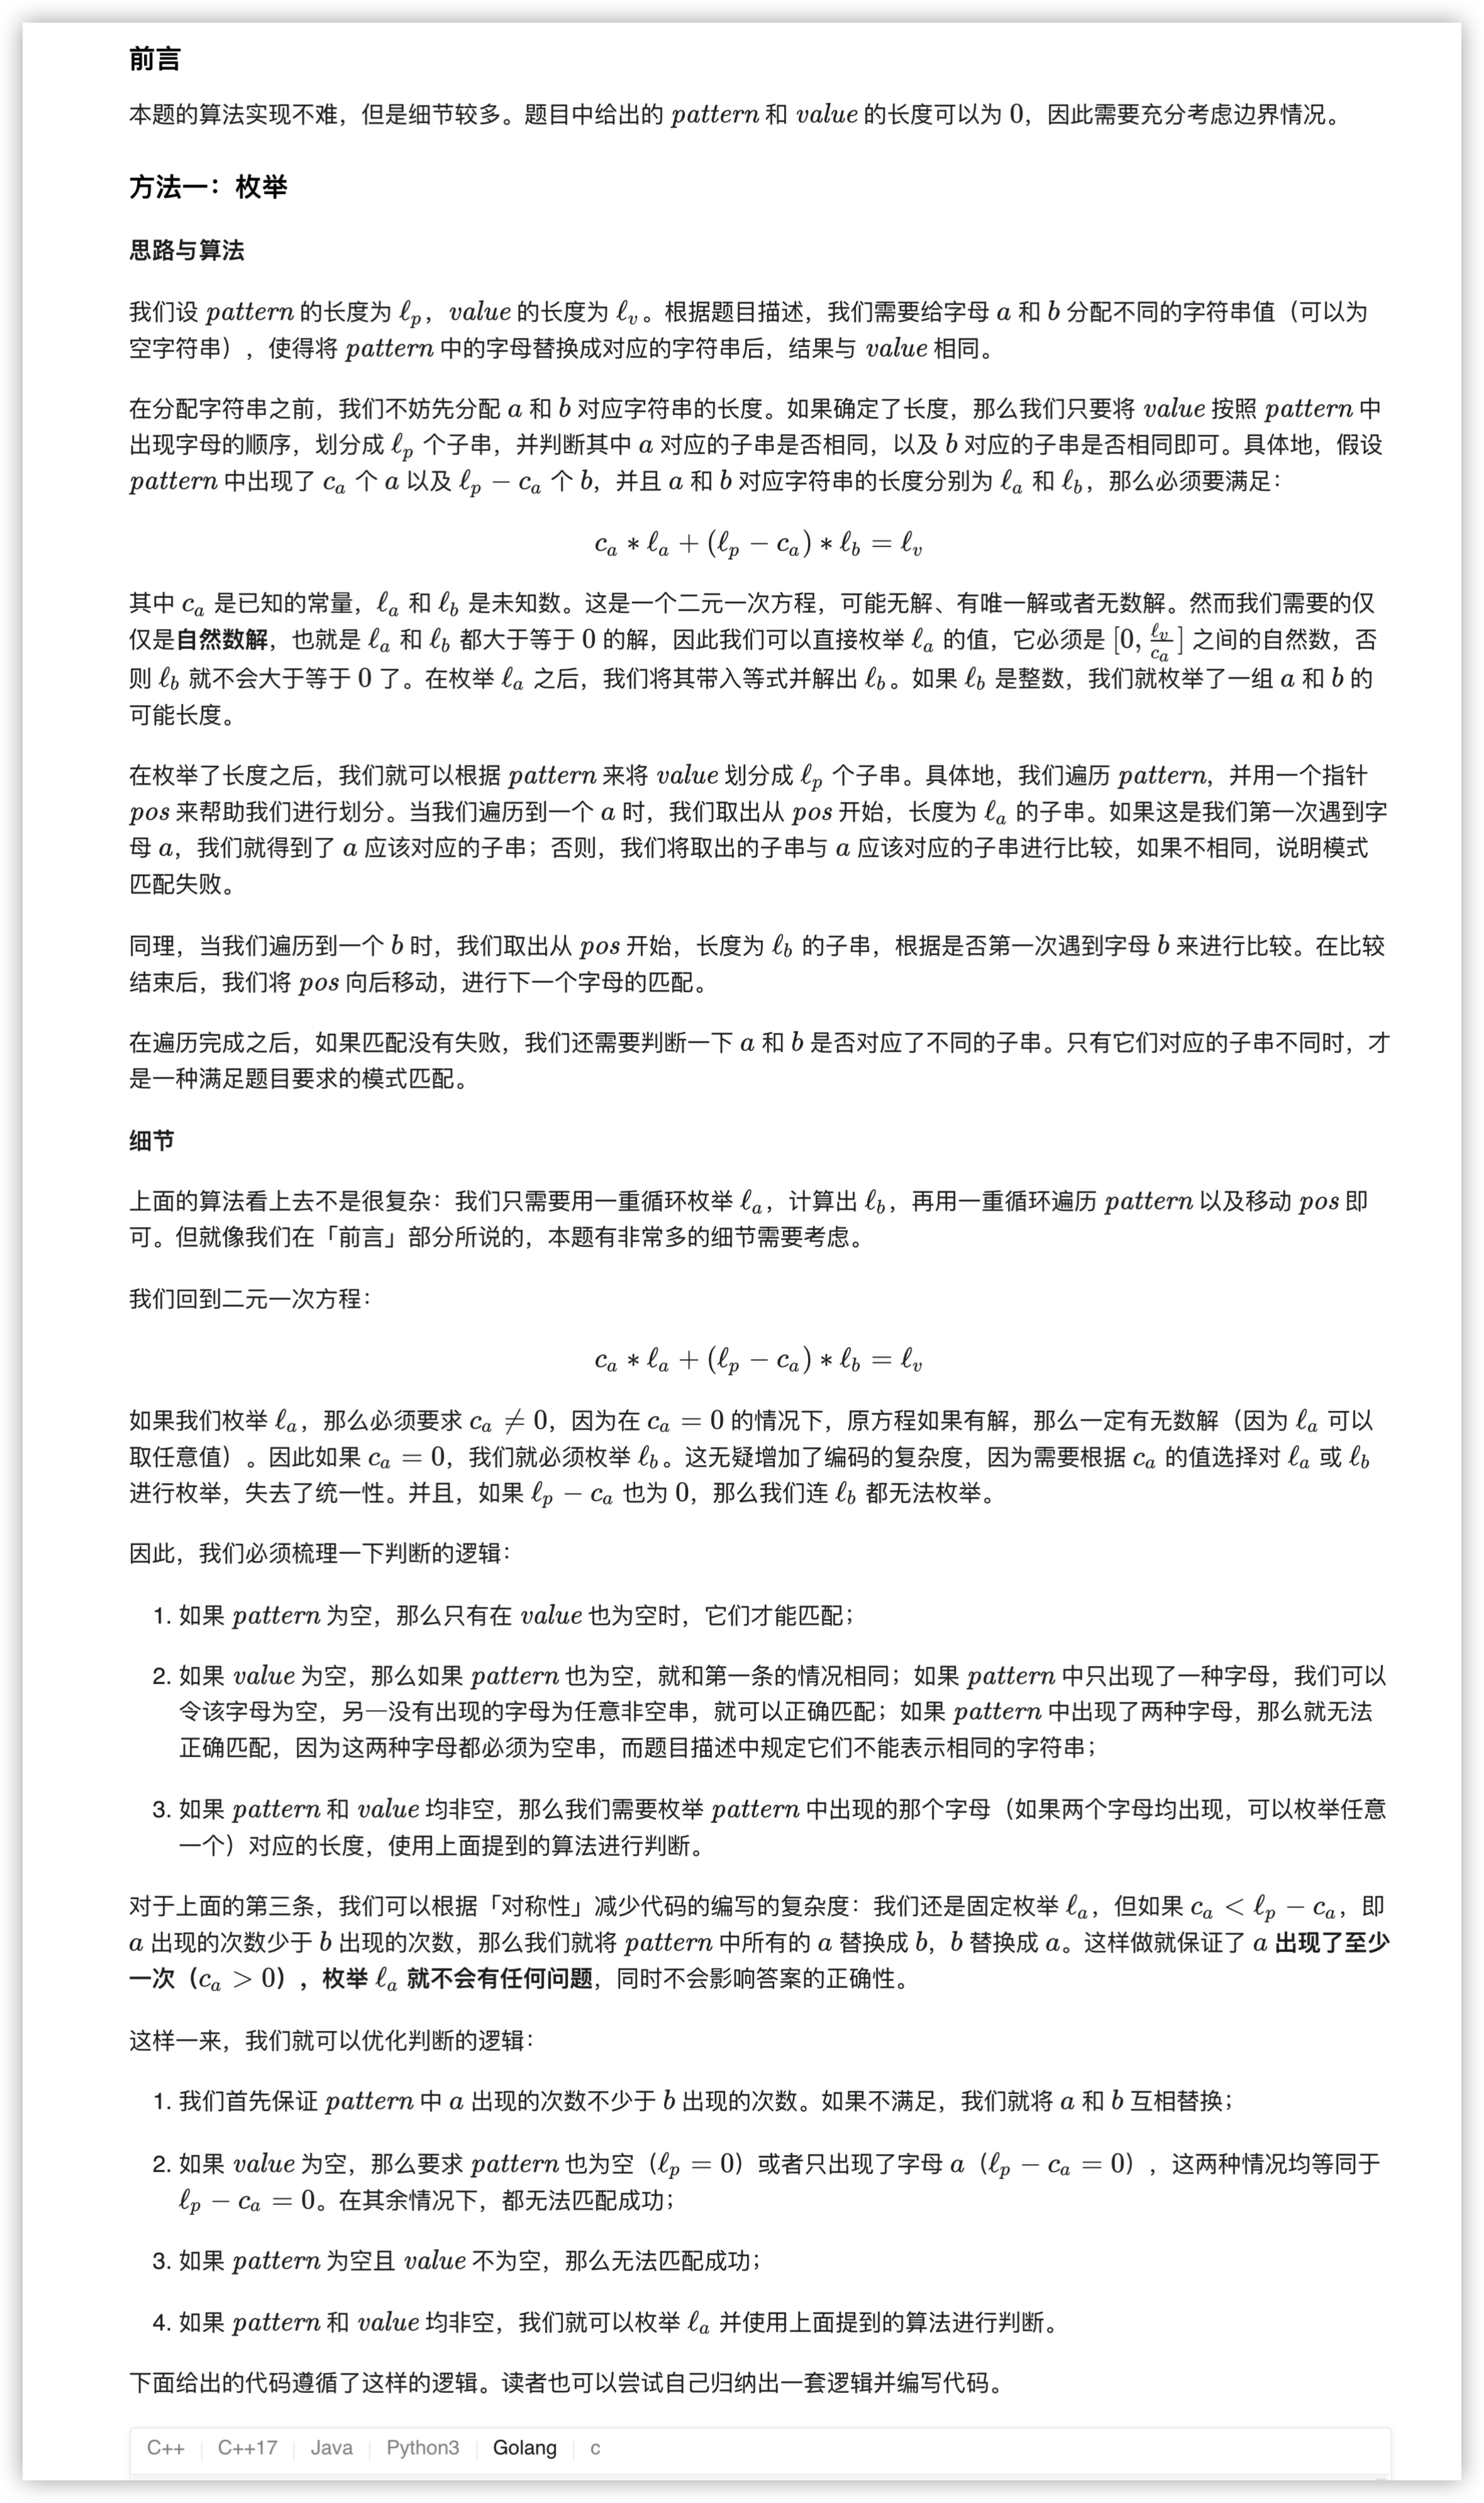 前言
本题的算法实现不难，但是细节较多。题目中给出的 pattern 和 value 的长度可以为 0，因此需要充分考虑边界情况。
方法一：枚举
思路与算法
我们设 pattern 的长度为 ℓp，value 的长度为 ℓv。根据题目描述，我们需要给字母 a 和 b 分配不同的字符串值（可以为
空字符串），使得将 pattern 中的字母替换成对应的字符串后，结果与 value 相同。
在分配字符串之前，我们不妨先分配 a 和 b 对应字符串的长度。如果确定了长度，那么我们只要将 value 按照 pattern 中
出现字母的顺序，划分成 ℓp 个子串，并判断其中 a 对应的子串是否相同，以及 b 对应的子串是否相同即可。具体地，假设
pattern 中出现了 ca 个 a 以及 ℓp − ca 个 b，并且 a 和 b 对应字符串的长度分别为 ℓa 和 ℓb，那么必须要满足：
ca ∗ ℓa + (ℓp − ca) ∗ ℓb = ℓv
其中 ca 是已知的常量，ℓa 和 ℓb 是未知数。这是一个二元一次方程，可能无解、有唯一解或者无数解。然而我们需要的仅
仅是自然数解，也就是 ℓa 和 ℓb 都大于等于 0 的解，因此我们可以直接枚举 ℓa 的值，它必须是 [0, ℓv/ca] 之间的自然数，否
则 ℓb 就不会大于等于 0 了。在枚举 ℓa 之后，我们将其带入等式并解出 ℓb。如果 ℓb 是整数，我们就枚举了一组 a 和 b 的
可能长度。
在枚举了长度之后，我们就可以根据 pattern 来将 value 划分成 ℓp 个子串。具体地，我们遍历 pattern，并用一个指针
pos 来帮助我们进行划分。当我们遍历到一个 a 时，我们取出从 pos 开始，长度为 ℓa 的子串。如果这是我们第一次遇到字
母 a，我们就得到了 a 应该对应的子串；否则，我们将取出的子串与 a 应该对应的子串进行比较，如果不相同，说明模式
匹配失败。
同理，当我们遍历到一个 b 时，我们取出从 pos 开始，长度为 ℓb 的子串，根据是否第一次遇到字母 b 来进行比较。在比较
结束后，我们将 pos 向后移动，进行下一个字母的匹配。
在遍历完成之后，如果匹配没有失败，我们还需要判断一下 a 和 b 是否对应了不同的子串。只有它们对应的子串不同时，才
是一种满足题目要求的模式匹配。
细节
上面的算法看上去不是很复杂：我们只需要用一重循环枚举 ℓa，计算出 ℓb，再用一重循环遍历 pattern 以及移动 pos 即
可。但就像我们在「前言」部分所说的，本题有非常多的细节需要考虑。
我们回到二元一次方程：
ca ∗ ℓa + (ℓp − ca) ∗ ℓb = ℓv
如果我们枚举 ℓa，那么必须要求 ca ≠ 0，因为在 ca = 0 的情况下，原方程如果有解，那么一定有无数解（因为 ℓa 可以
取任意值）。因此如果 ca = 0，我们就必须枚举 ℓb。这无疑增加了编码的复杂度，因为需要根据 ca 的值选择对 ℓa 或 ℓb
进行枚举，失去了统一性。并且，如果 ℓp − ca 也为 0，那么我们连 ℓb 都无法枚举。
因此，我们必须梳理一下判断的逻辑：
1. 如果 pattern 为空，那么只有在 value 也为空时，它们才能匹配；
2. 如果 value 为空，那么如果 pattern 也为空，就和第一条的情况相同；如果 pattern 中只出现了一种字母，我们可以
令该字母为空，另一没有出现的字母为任意非空串，就可以正确匹配；如果 pattern 中出现了两种字母，那么就无法
正确匹配，因为这两种字母都必须为空串，而题目描述中规定它们不能表示相同的字符串；
3. 如果 pattern 和 value 均非空，那么我们需要枚举 pattern 中出现的那个字母（如果两个字母均出现，可以枚举任意
一个）对应的长度，使用上面提到的算法进行判断。
对于上面的第三条，我们可以根据「对称性」减少代码的编写的复杂度：我们还是固定枚举 ℓa，但如果 ca < ℓp − ca，即
a 出现的次数少于 b 出现的次数，那么我们就将 pattern 中所有的 a 替换成 b，b 替换成 a。这样做就保证了 a 出现了至少
一次（ca > 0），枚举 ℓa 就不会有任何问题，同时不会影响答案的正确性。
这样一来，我们就可以优化判断的逻辑：
1. 我们首先保证 pattern 中 a 出现的次数不少于 b 出现的次数。如果不满足，我们就将 a 和 b 互相替换；
2. 如果 value 为空，那么要求 pattern 也为空（ℓp = 0）或者只出现了字母 a（ℓp − ca = 0），这两种情况均等同于
ℓp − ca = 0。在其余情况下，都无法匹配成功；
3. 如果 pattern 为空且 value 不为空，那么无法匹配成功；
4. 如果 pattern 和 value 均非空，我们就可以枚举 ℓa 并使用上面提到的算法进行判断。
下面给出的代码遵循了这样的逻辑。读者也可以尝试自己归纳出一套逻辑并编写代码。
C++ C++17 Java Python3 Golang c